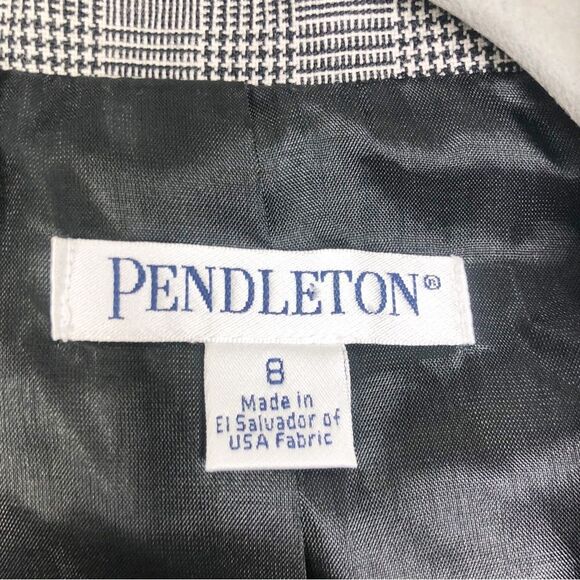 PENDLETON®
8
Made in
El Salvador of
USA Fabric